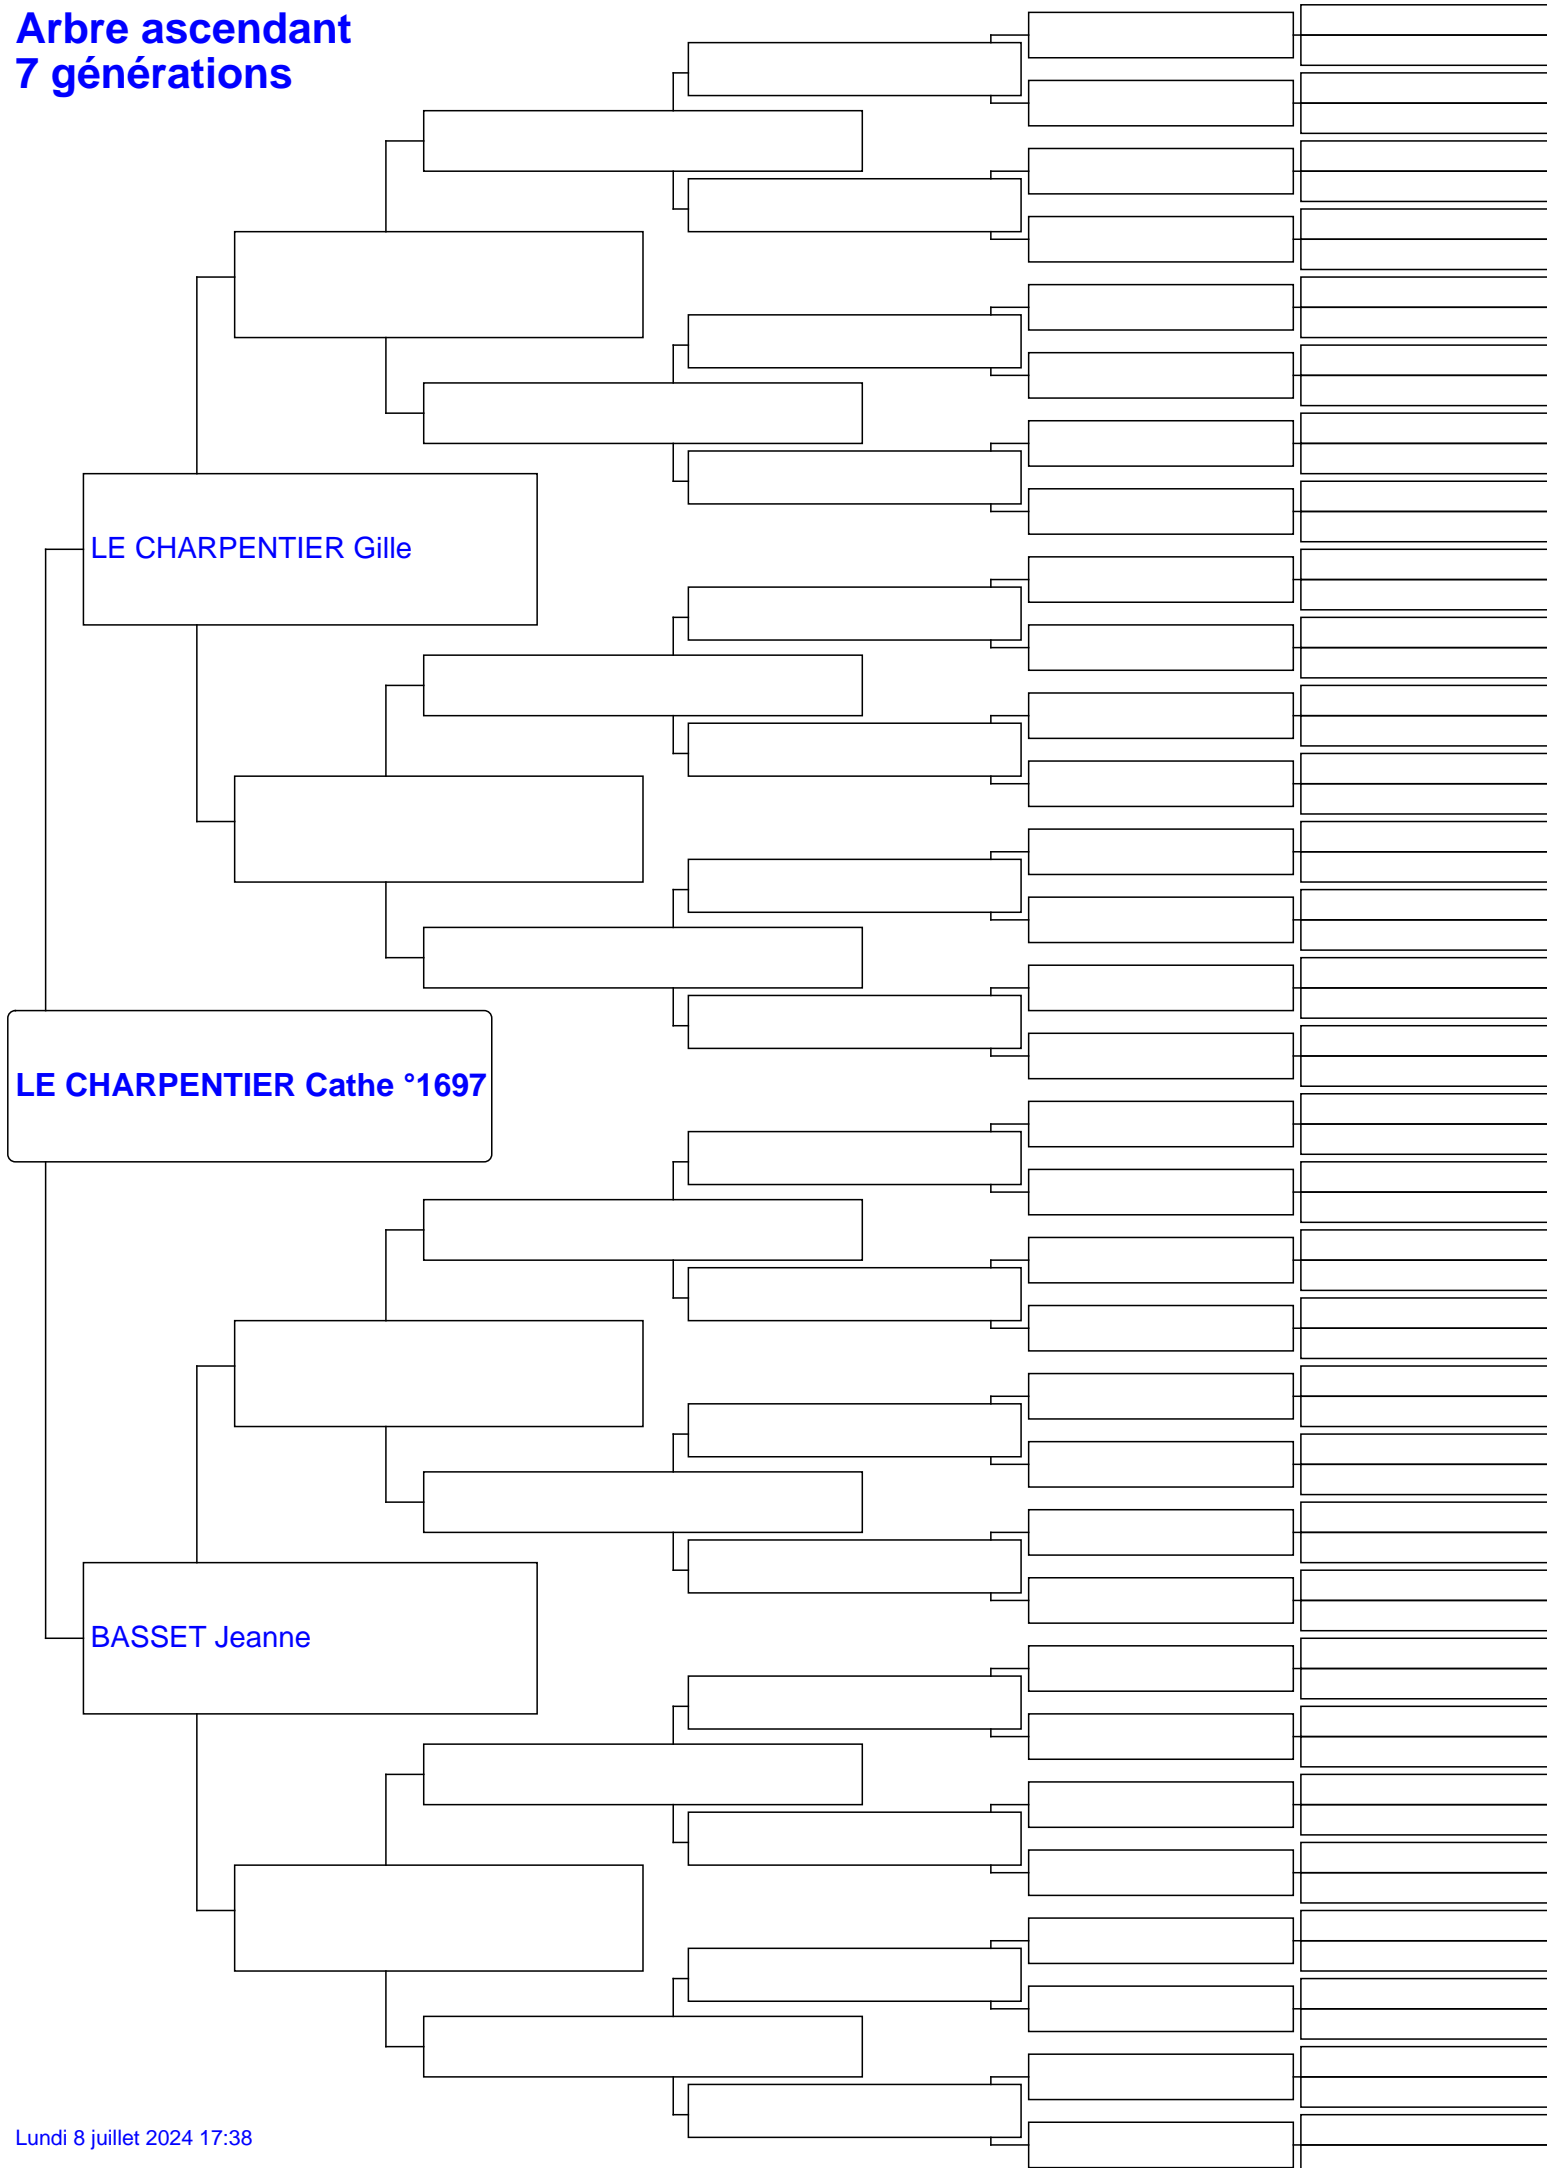 Arbre ascendant
7 générations
LE CHARPENTIER Gille
LE CHARPENTIER Cathe °1697
BASSET Jeanne
Lundi 8 juillet 2024 17:38